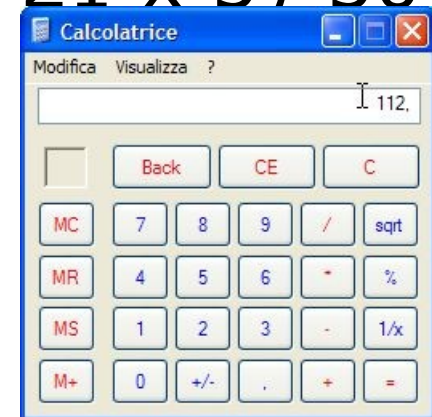 Calcolatrice
Modifica Visualizza ?
112,
Back CE C
MC 7 8 9 / sqrt
MR 4 5 6 * %
MS 1 2 3 - 1/x
M+ 0 +/- , + =